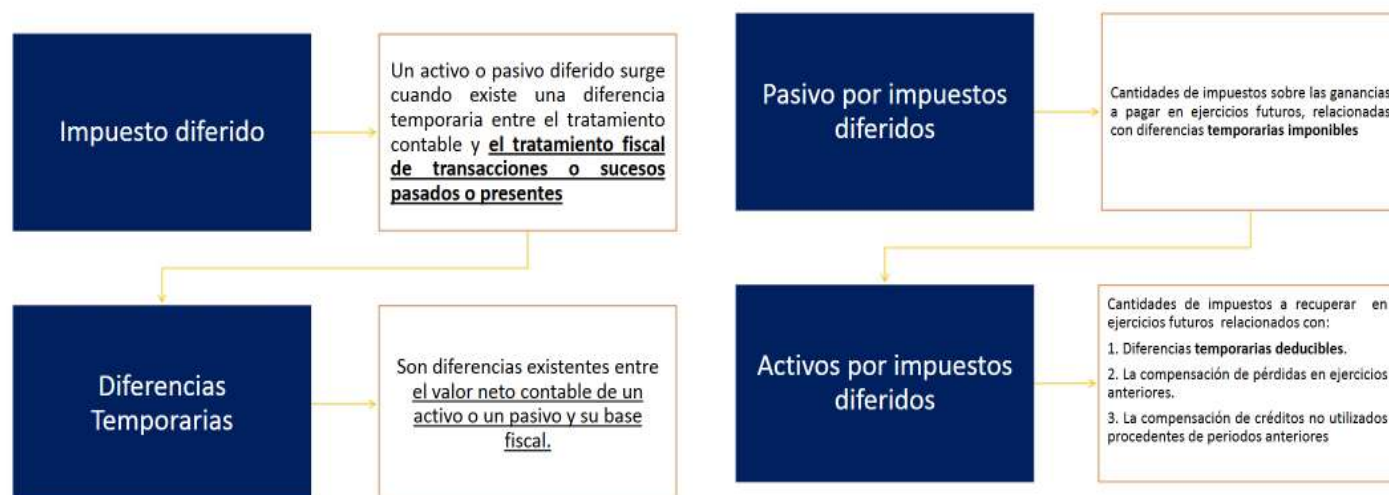 Impuesto diferido
Un activo o pasivo diferido surge
cuando existe una diferencia
temporaria entre el tratamiento
contable y el tratamiento fiscal
de transacciones o sucesos
pasados o presentes
Diferencias
Temporarias
Son diferencias existentes entre
el valor neto contable de un
activo o un pasivo y su base
fiscal.
Pasivo por impuestos
diferidos
Cantidades de impuestos sobre las ganancias
a pagar en ejercicios futuros, relacionadas
con diferencias temporarias imponibles
Activos por impuestos
diferidos
Cantidades de impuestos a recuperar en
ejercicios futuros relacionados con:
1. Diferencias temporarias deducibles.
2. La compensación de pérdidas en ejercicios
anteriores.
3. La compensación de créditos no utilizados
procedentes de periodos anteriores